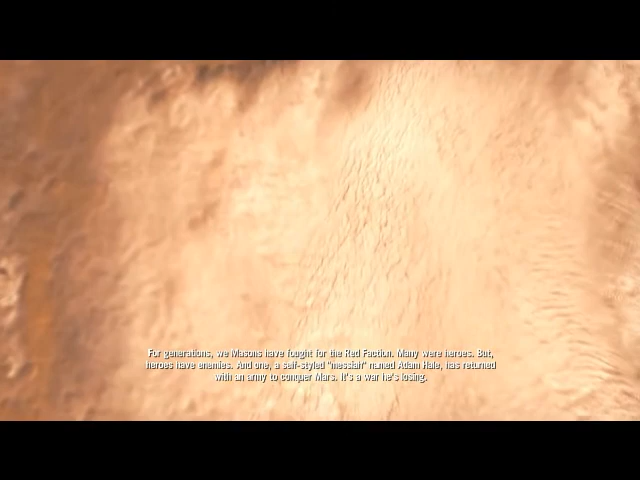 For generations, we Masons have fought for the Red Faction. Many were heroes. But,
heroes have enemies. And one, a self-styled "messiah" named Adam Hale, has returned
with an army to conquer Mars. It's a war he's losing.